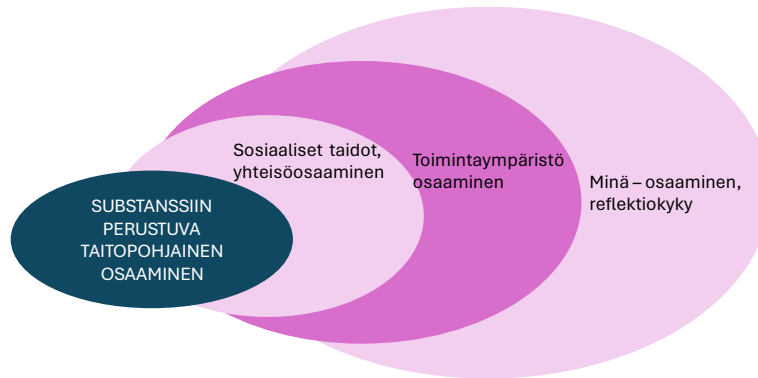 SUBSTANSSIIN
PERUSTUVA
TAITOPOHJAINEN
OSAAMINEN
Sosiaaliset taidot,
yhteisöosaaminen
Toimintaympäristö
osaaminen
Minä – osaaminen,
reflektiokyky